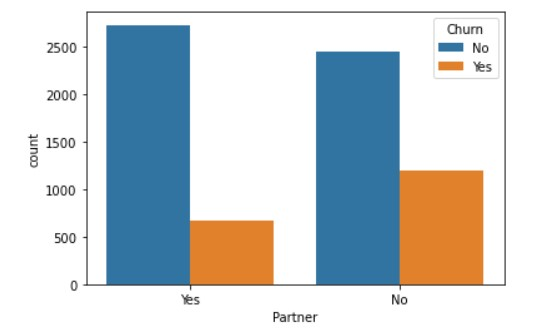 Churn
No
Yes
2500
2000
1500
1000
500
0
count
Yes No
Partner